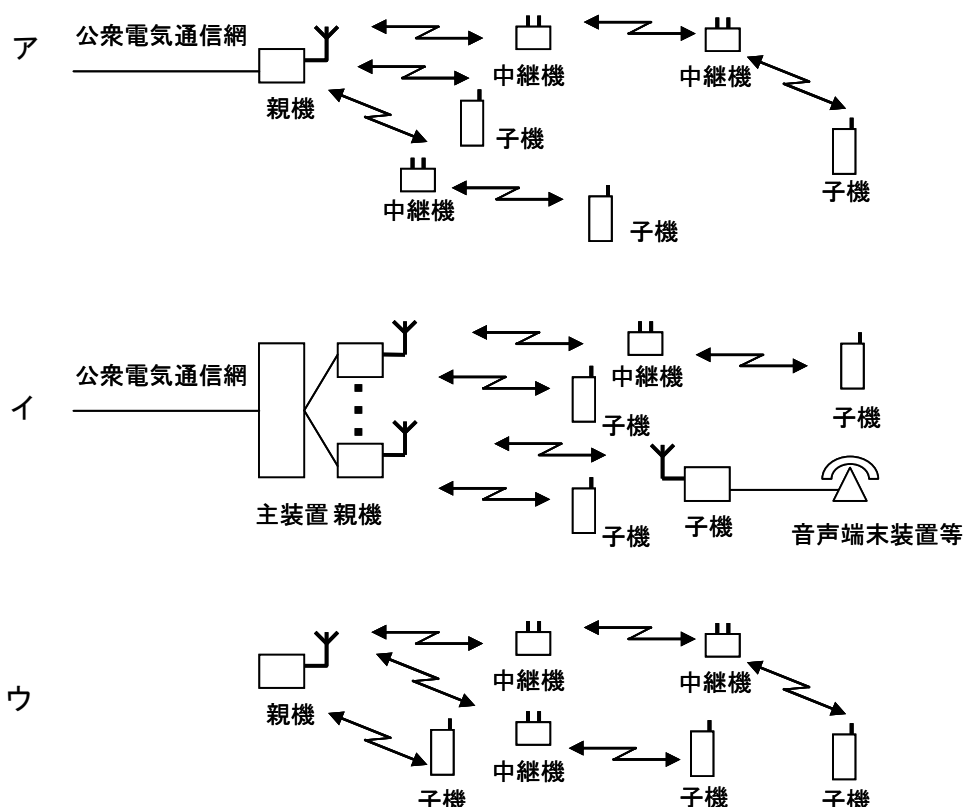 ア
公衆電気通信網
親機
中継機
中継機
子機
子機
中継機
子機
イ
公衆電気通信網
主装置
親機
中継機
子機
子機
子機
子機
音声端末装置等
ウ
親機
中継機
中継機
子機
中継機
子機
子機